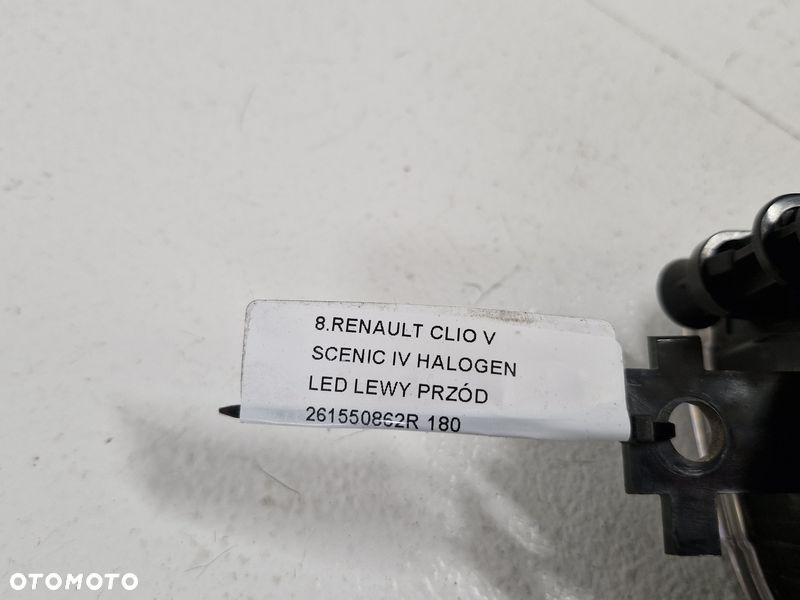 8.RENAULT CLIO V
SCENIC IV HALOGEN
LED LEWY PRZÓD
261550862R 180
OTOMOTO